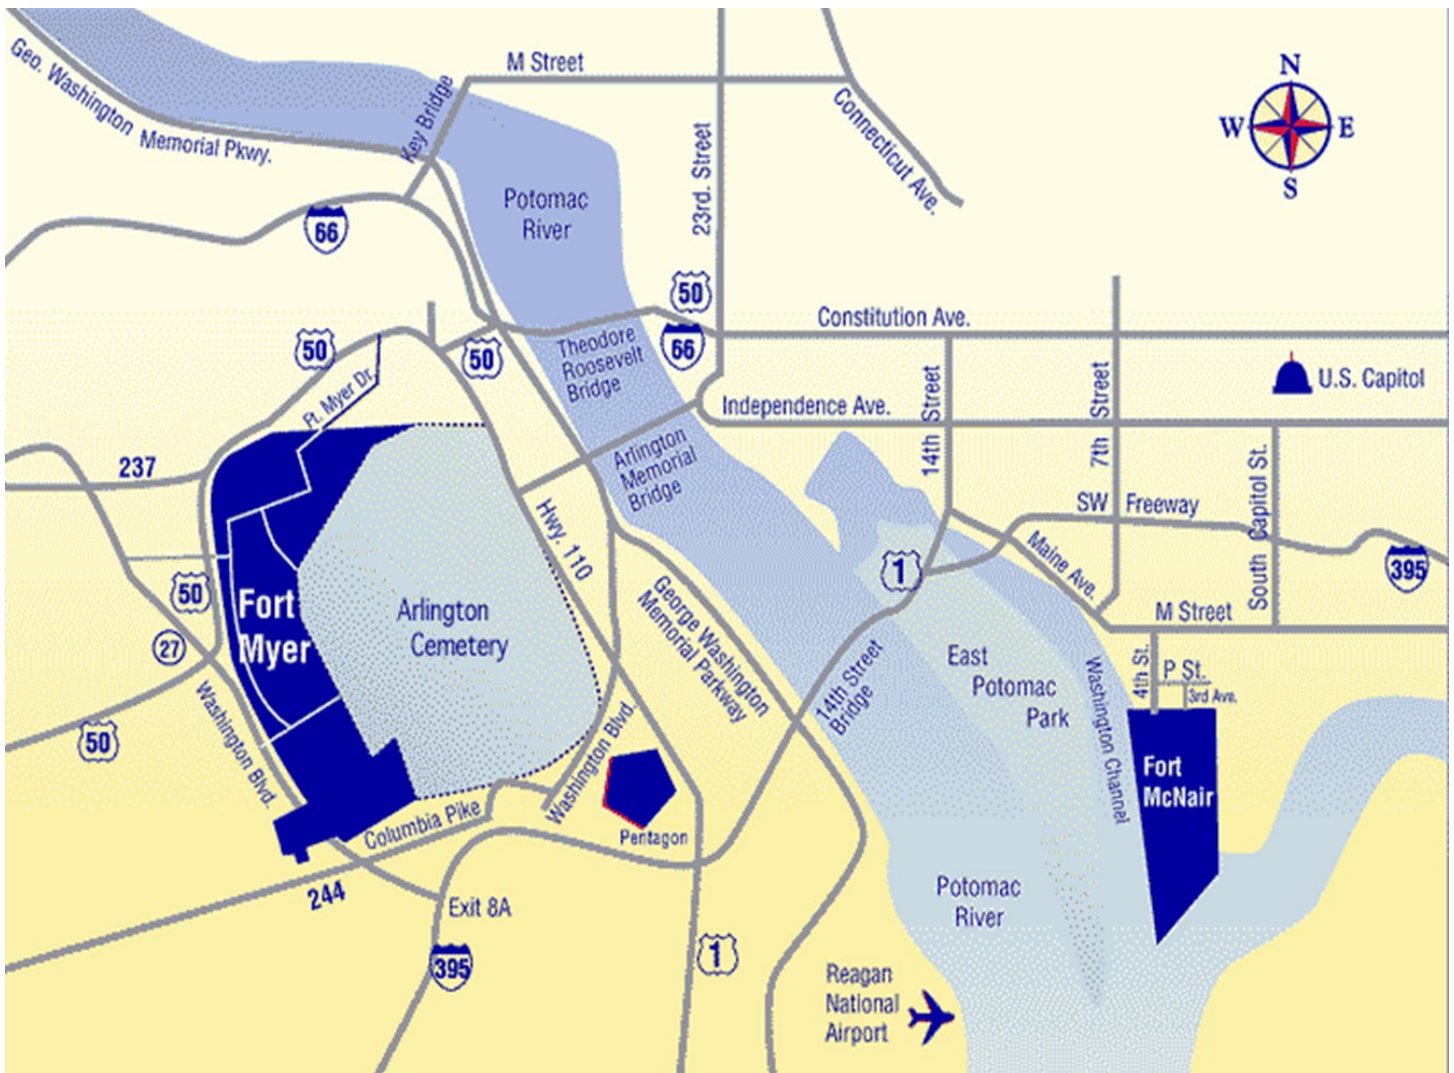 M Street
N
W
E
S
Geo. Washington
Memorial Pkwy.
Key Bridge
Connecticut Ave.
23rd. Street
Potomac
River
66
50
Constitution Ave.
50
50
Theodore
Roosevelt
Bridge
66
U.S. Capitol
Ft. Myer Dr.
14th Street
7th Street
Independence Ave.
237
Arlington
Memorial
Bridge
SW Freeway
South Capitol St.
Hwy. 110
Maine Ave.
1
395
50
Fort
Myer
Arlington
Cemetery
George Washington
Memorial Parkway
M Street
27
East
Potomac
Park
14th Street
Bridge
Washington Channel
4th St.
P St.
3rd Ave.
50
Washington Blvd.
Washington Blvd.
Fort
McNair
Columbia Pike
Pentagon
244
Exit 8A
Potomac
River
395
1
Reagan
National
Airport